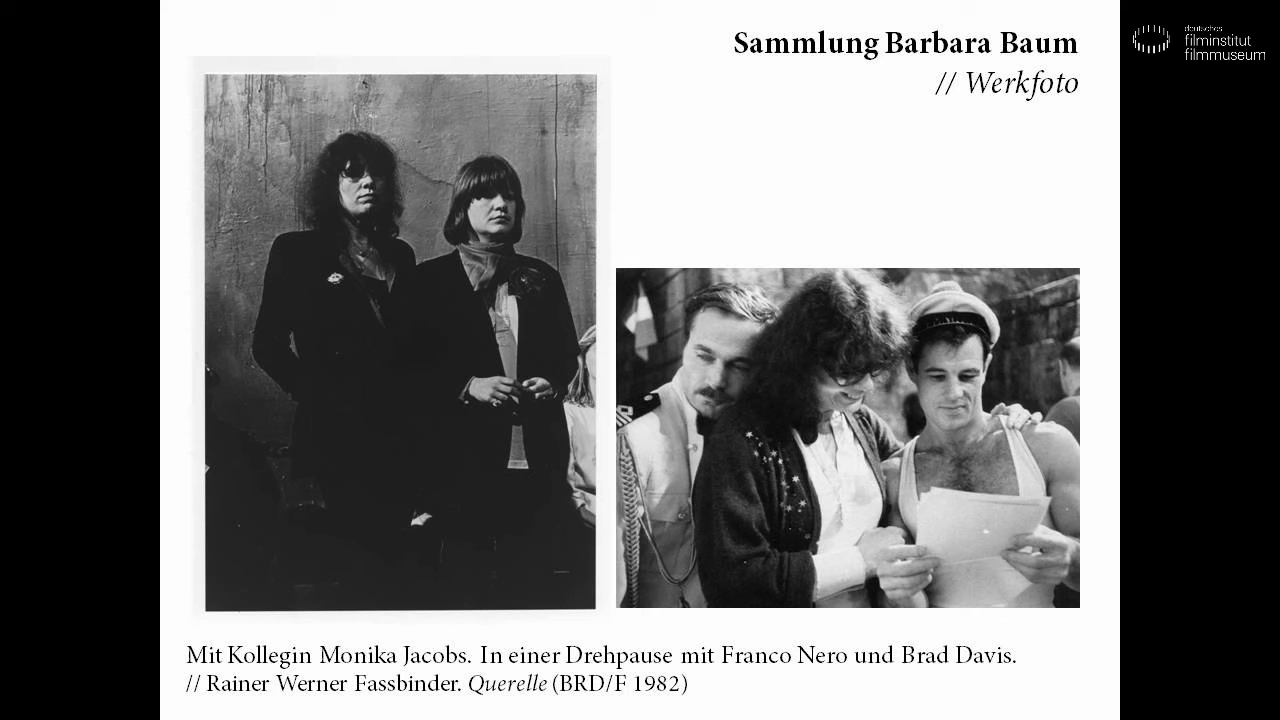 Sammlung Barbara Baum
// Werkfoto
deutsches
filminstitut
filmmuseum
Mit Kollegin Monika Jacobs. In einer Drehpause mit Franco Nero und Brad Davis.
// Rainer Werner Fassbinder. Querelle (BRD/F 1982)